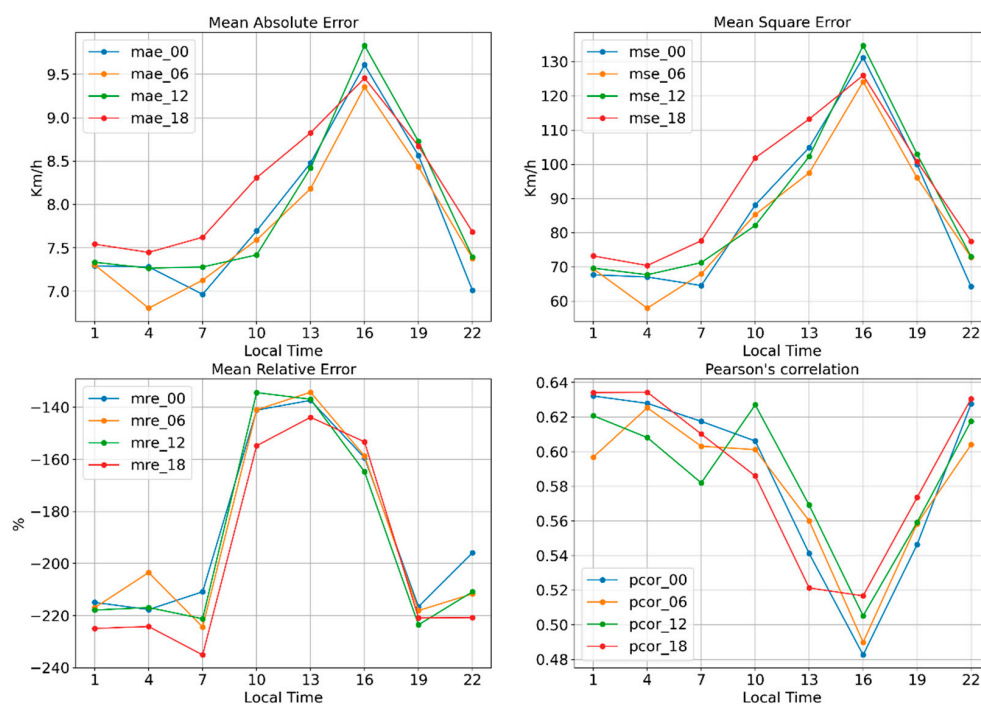 Mean Absolute Error
Km/h
9.5
9.0
8.5
8.0
7.5
7.0
mae_00
mae_06
mae_12
mae_18
1 4 7 10 13 16 19 22
Local Time
Mean Square Error
Km/h
130
120
110
100
90
80
70
60
mse_00
mse_06
mse_12
mse_18
1 4 7 10 13 16 19 22
Local Time
Mean Relative Error
%
−140
−160
−180
−200
−220
−240
mre_00
mre_06
mre_12
mre_18
1 4 7 10 13 16 19 22
Local Time
Pearson's correlation
0.64
0.62
0.60
0.58
0.56
0.54
0.52
0.50
0.48
pcor_00
pcor_06
pcor_12
pcor_18
1 4 7 10 13 16 19 22
Local Time